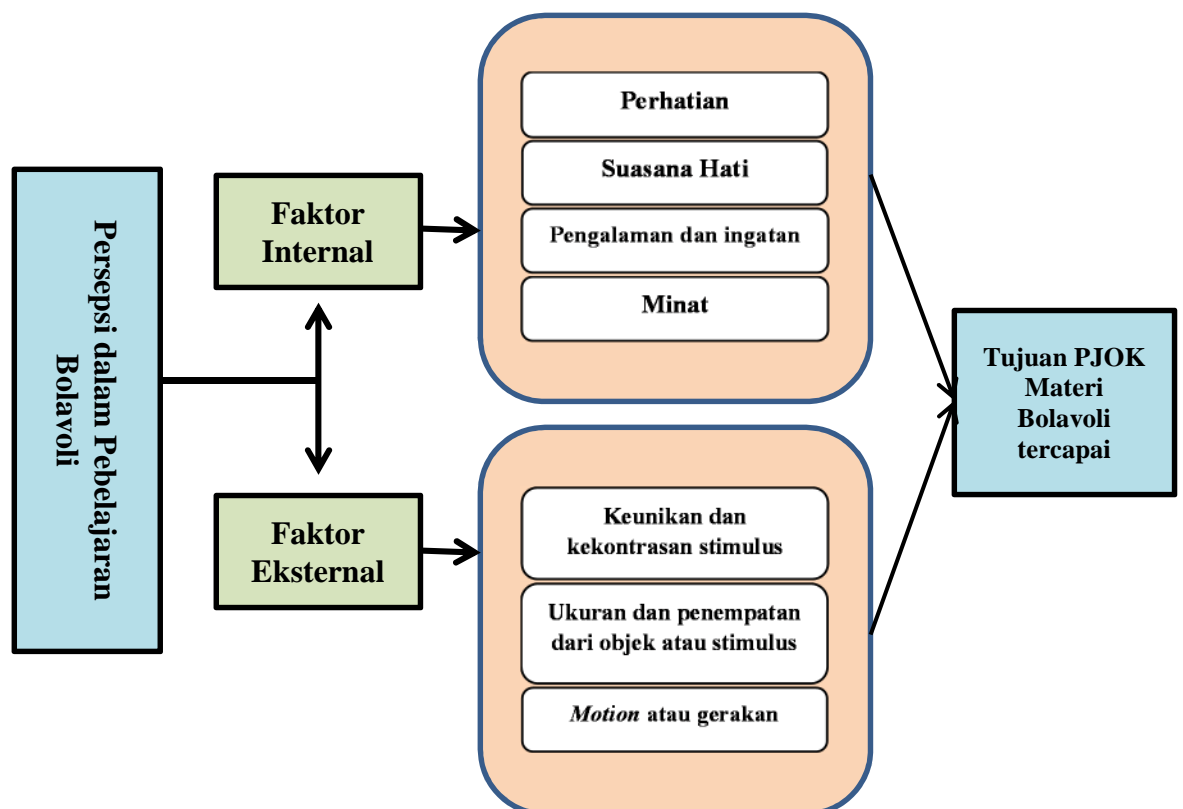 Persepsi dalam Pebelajaran
Bolavoli
Faktor
Internal
Perhatian
Suasana Hati
Pengalaman dan ingatan
Minat
Faktor
Eksternal
Keunikan dan
kekontrasan stimulus
Ukuran dan penempatan
dari objek atau stimulus
Motion atau gerakan
Tujuan PJOK
Materi
Bolavoli
tercapai